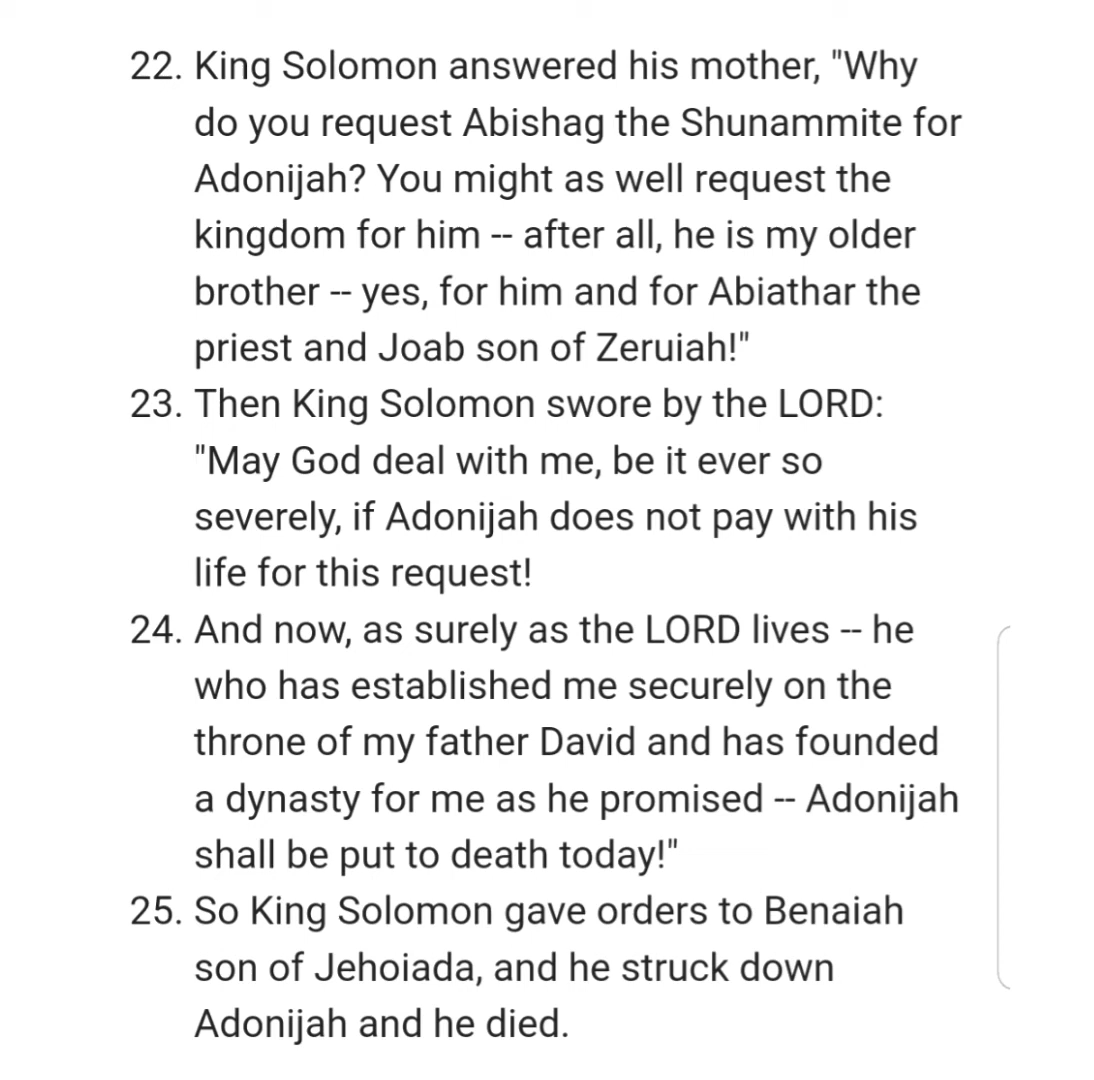 22. King Solomon answered his mother, "Why
do you request Abishag the Shunammite for
Adonijah? You might as well request the
kingdom for him -- after all, he is my older
brother -- yes, for him and for Abiathar the
priest and Joab son of Zeruiah!"
23. Then King Solomon swore by the LORD:
"May God deal with me, be it ever so
severely, if Adonijah does not pay with his
life for this request!
24. And now, as surely as the LORD lives -- he
who has established me securely on the
throne of my father David and has founded
a dynasty for me as he promised -- Adonijah
shall be put to death today!"
25. So King Solomon gave orders to Benaiah
son of Jehoiada, and he struck down
Adonijah and he died.